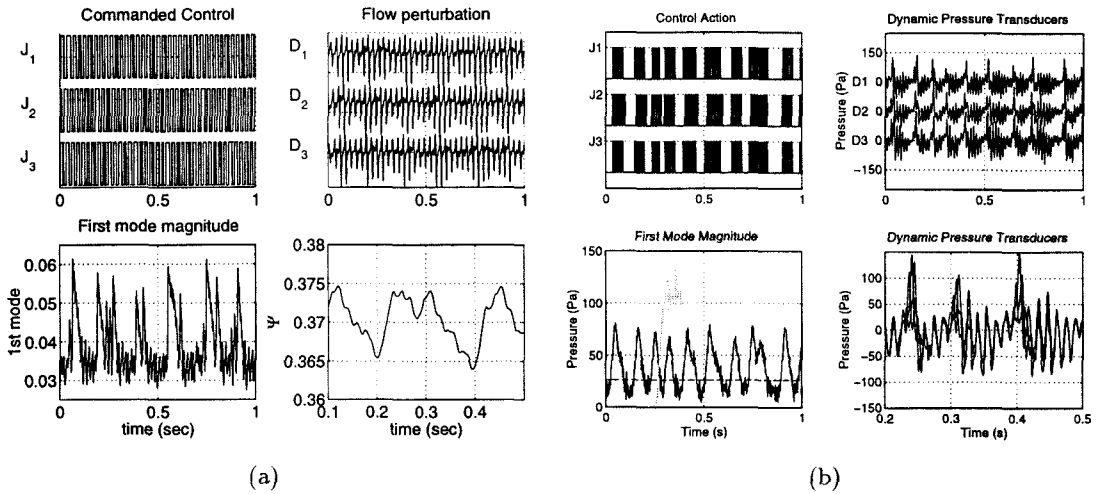 Commanded Control
J1
J2
J3
0
0.5
1
Flow perturbation
D1
D2
D3
0
0.5
1
First mode magnitude
1st mode
0.06
0.05
0.04
0.03
0
0.5
1
time (sec)
Ψ
0.38
0.375
0.37
0.365
0.36
0.1
0.2
0.3
0.4
time (sec)
(a)
Control Action
J1
J2
J3
0
0.5
1
Dynamic Pressure Transducers
Pressure (Pa)
150
D1 0
D2 0
D3 0
−150
0
0.5
1
First Mode Magnitude
Pressure (Pa)
150
100
50
0
0
0.5
1
Time (s)
Dynamic Pressure Transducers
Pressure (Pa)
150
100
50
0
−50
−100
−150
0.2
0.3
0.4
0.5
Time (s)
(b)